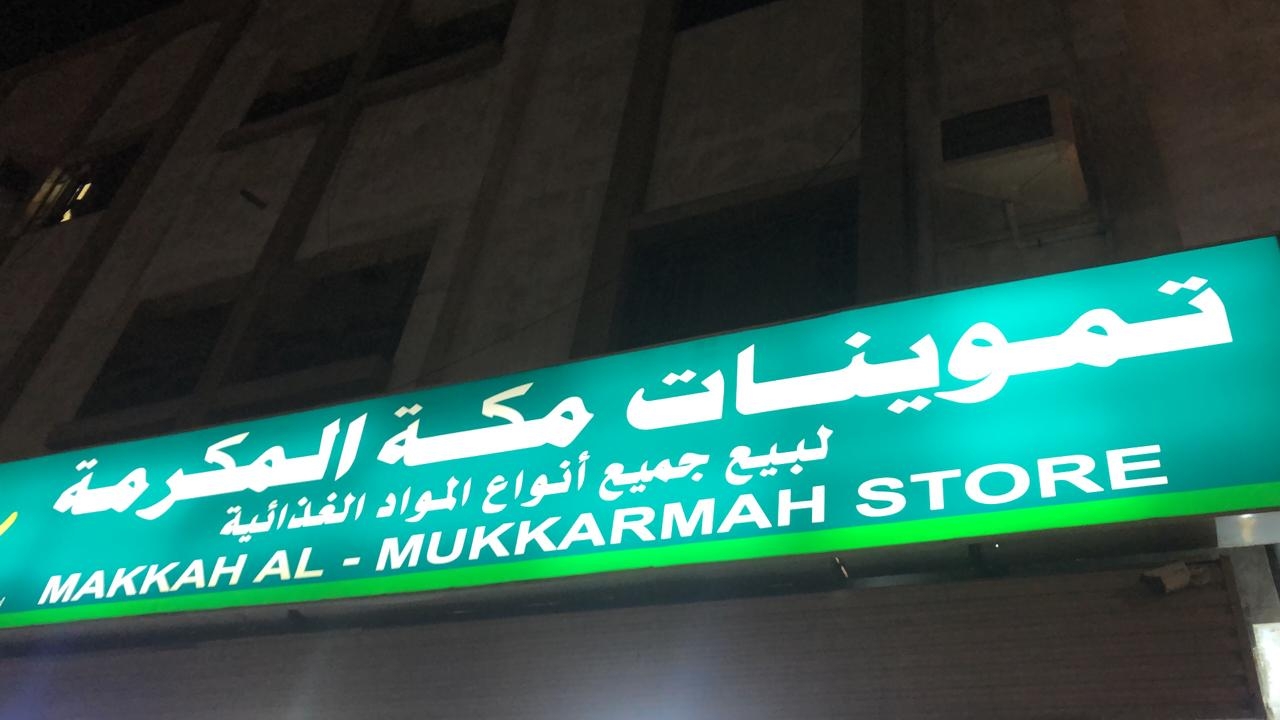 تموينات مكة المكرمة
لبيع جميع أنواع المواد الغذائية
MAKKAH AL - MUKKARMAH STORE